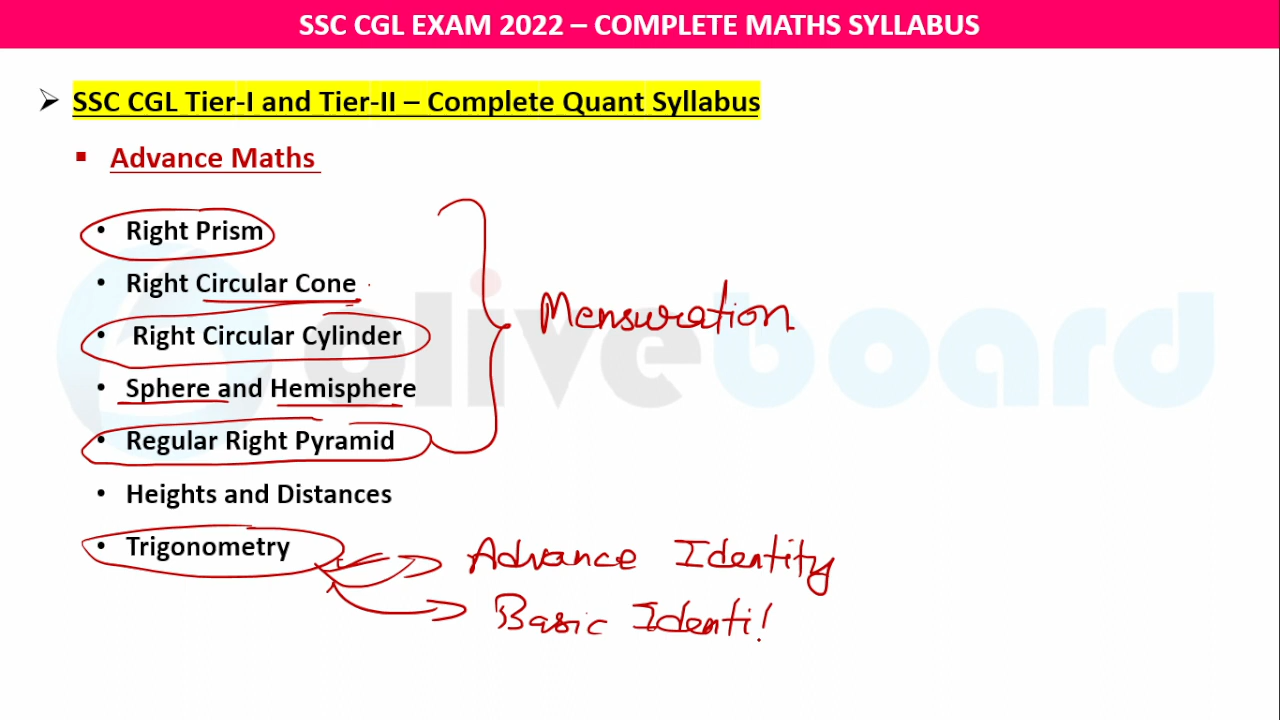 SSC CGL EXAM 2022 – COMPLETE MATHS SYLLABUS
➢ SSC CGL Tier-I and Tier-II – Complete Quant Syllabus
▪ Advance Maths
• Right Prism
• Right Circular Cone
• Right Circular Cylinder
• Sphere and Hemisphere
• Regular Right Pyramid
Mensuration
• Heights and Distances
• Trigonometry
Advance Identity
Basic Identi
oliveboard